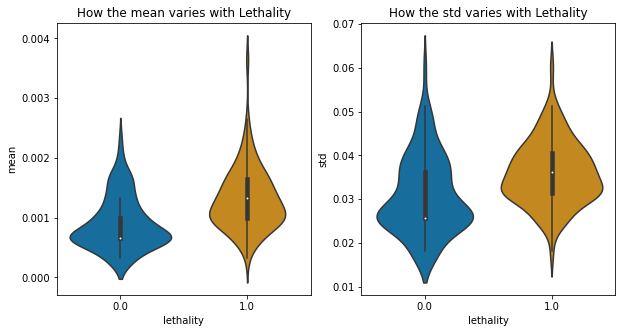 How the mean varies with Lethality
0.004
0.003
0.002
0.001
0.000
mean
0.0
1.0
lethality
How the std varies with Lethality
0.07
0.06
0.05
0.04
0.03
0.02
0.01
std
0.0
1.0
lethality